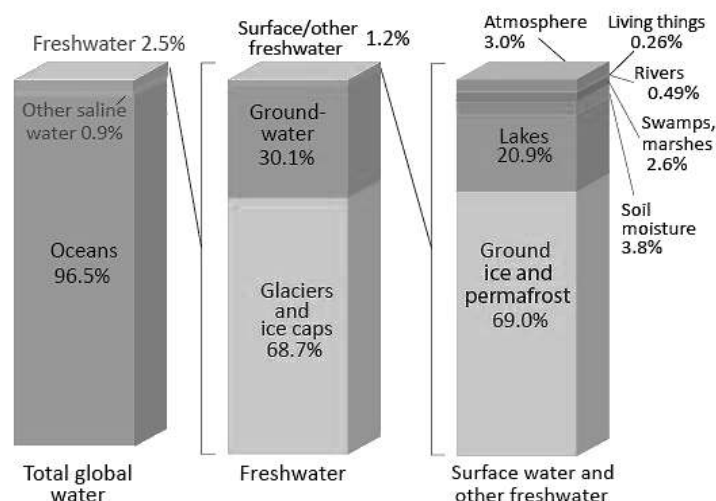 Freshwater 2.5%
Other saline
water 0.9%
Oceans
96.5%
Total global
water
Surface/other
freshwater
1.2%
Ground-
water
30.1%
Glaciers
and
ice caps
68.7%
Freshwater
Atmosphere
3.0%
Living things
0.26%
Rivers
0.49%
Swamps,
marshes
2.6%
Soil
moisture
3.8%
Lakes
20.9%
Ground
ice and
permafrost
69.0%
Surface water and
other freshwater